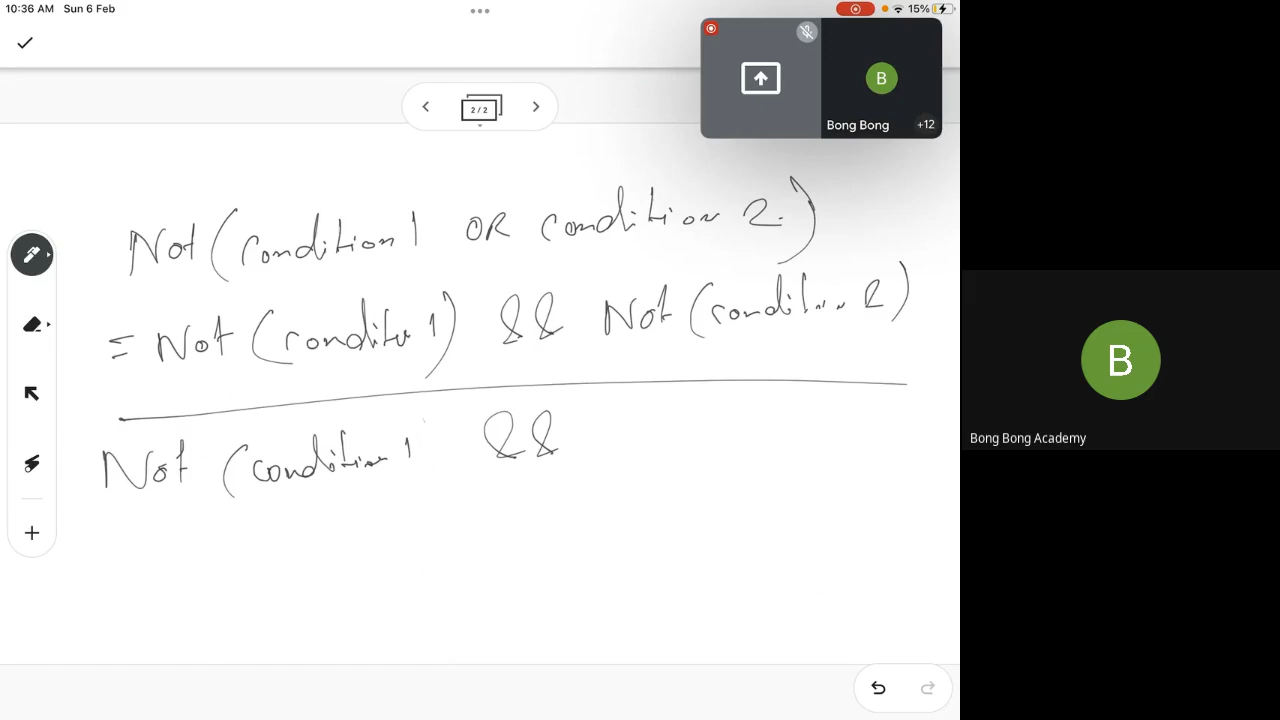 10:36 AM Sun 6 Feb
15%
2 / 2
B
Bong Bong
+12
Not (condition 1 OR condition 2.)
= Not (conditio 1) && Not (condition 2)
Not (condition 1 &&
B
Bong Bong Academy